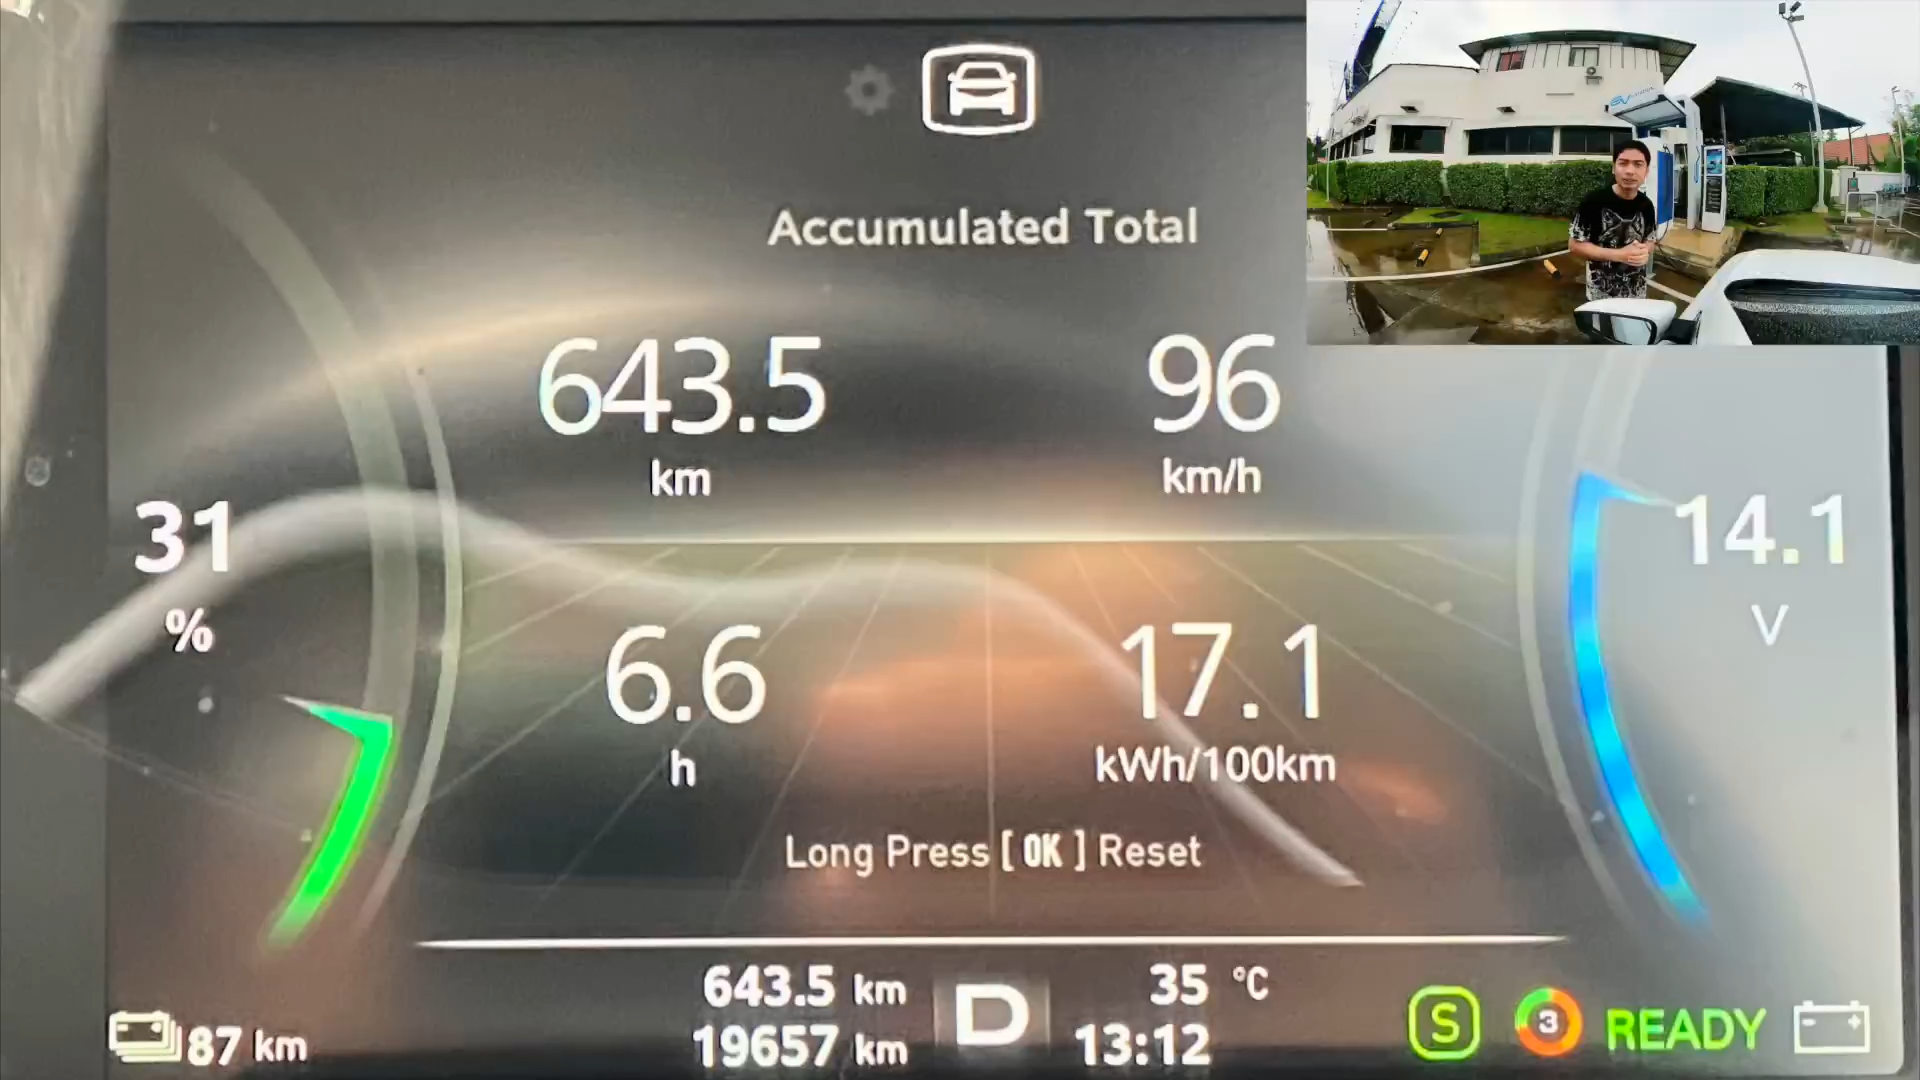 Accumulated Total
643.5
km
96
km/h
31
%
14.1
V
6.6
h
17.1
kWh/100km
Long Press [ OK ] Reset
643.5 km
D
35 °C
87 km
19657 km
13:12
S
3
READY
EV